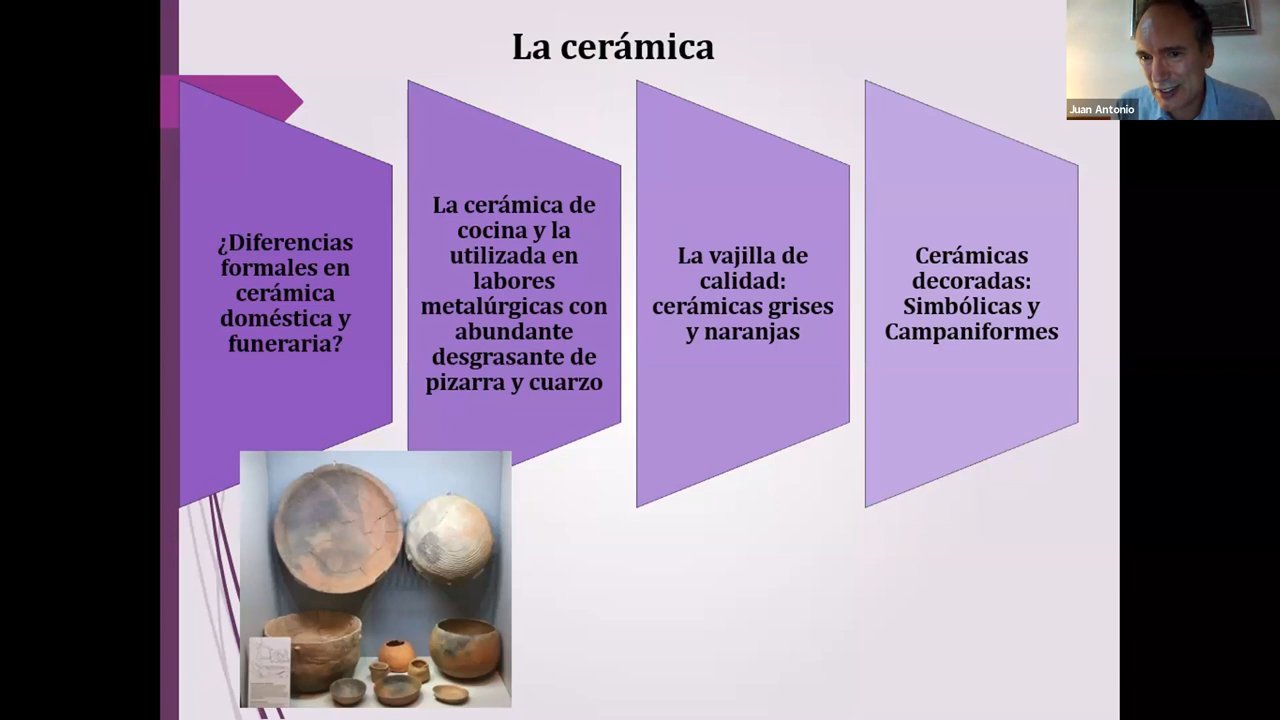 La cerámica
Juan Antonio
¿Diferencias
formales en
cerámica
doméstica y
funeraria?
La cerámica de
cocina y la
utilizada en
labores
metalúrgicas con
abundante
desgrasante de
pizarra y cuarzo
La vajilla de
calidad:
cerámicas grises
y naranjas
Cerámicas
decoradas:
Simbólicas y
Campaniformes